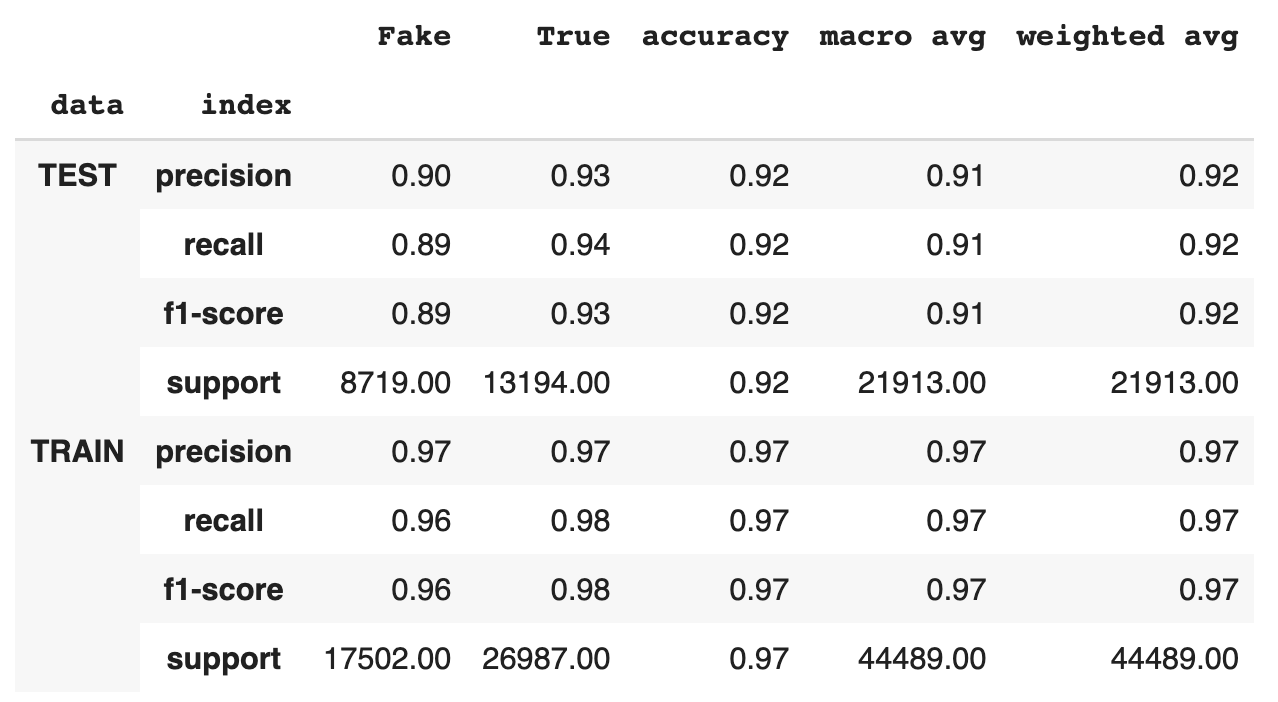 Fake True accuracy macro avg weighted avg
data index
TEST precision 0.90 0.93 0.92 0.91 0.92
recall 0.89 0.94 0.92 0.91 0.92
f1-score 0.89 0.93 0.92 0.91 0.92
support 8719.00 13194.00 0.92 21913.00 21913.00
TRAIN precision 0.97 0.97 0.97 0.97 0.97
recall 0.96 0.98 0.97 0.97 0.97
f1-score 0.96 0.98 0.97 0.97 0.97
support 17502.00 26987.00 0.97 44489.00 44489.00